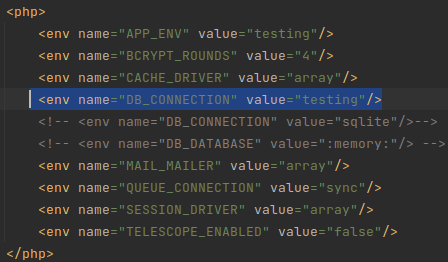 <php>
<env name="APP_ENV" value="testing"/>
<env name="BCRYPT_ROUNDS" value="4"/>
<env name="CACHE_DRIVER" value="array"/>
<env name="DB_CONNECTION" value="testing"/>
<!-- <env name="DB_CONNECTION" value="sqlite"/>-->
<!-- <env name="DB_DATABASE" value=":memory:"/> -->
<env name="MAIL_MAILER" value="array"/>
<env name="QUEUE_CONNECTION" value="sync"/>
<env name="SESSION_DRIVER" value="array"/>
<env name="TELESCOPE_ENABLED" value="false"/>
</php>